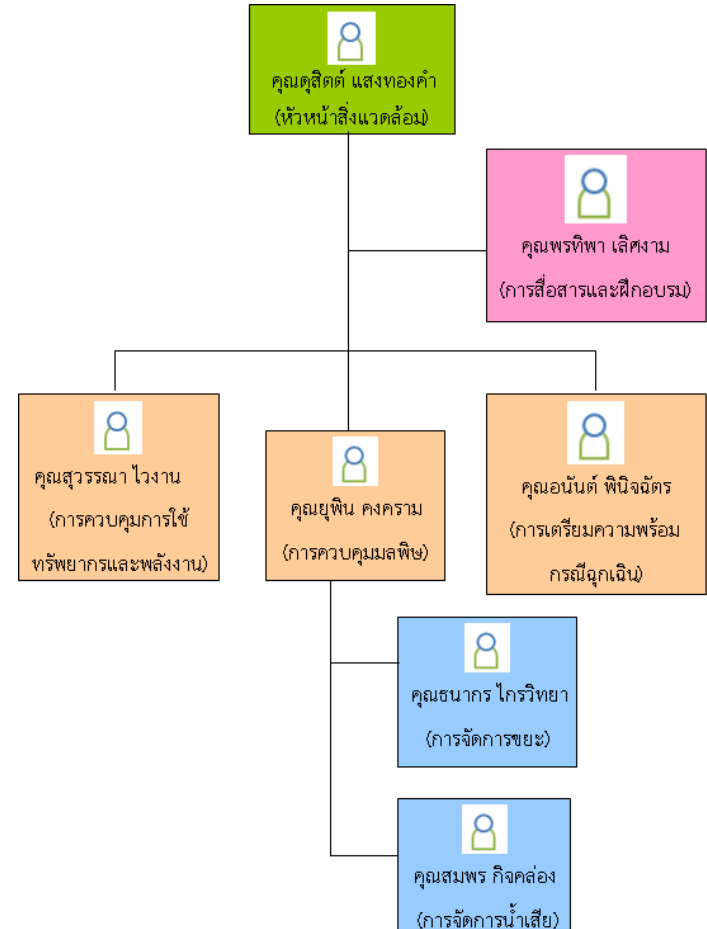 คุณดุสิตต์ แสงทองคำ
(หัวหน้าสิ่งแวดล้อม)
คุณพรทิพา เลิศงาม
(การสื่อสารและฝึกอบรม)
คุณสุวรรณา ไวงาน
(การควบคุมการใช้
ทรัพยากรและพลังงาน)
คุณยุพิน คงคราม
(การควบคุมมลพิษ)
คุณอนันต์ พินิจฉัตร
(การเตรียมความพร้อม
กรณีฉุกเฉิน)
คุณธนากร ไกรวิทยา
(การจัดการขยะ)
คุณสมพร กิจคล่อง
(การจัดการน้ำเสีย)